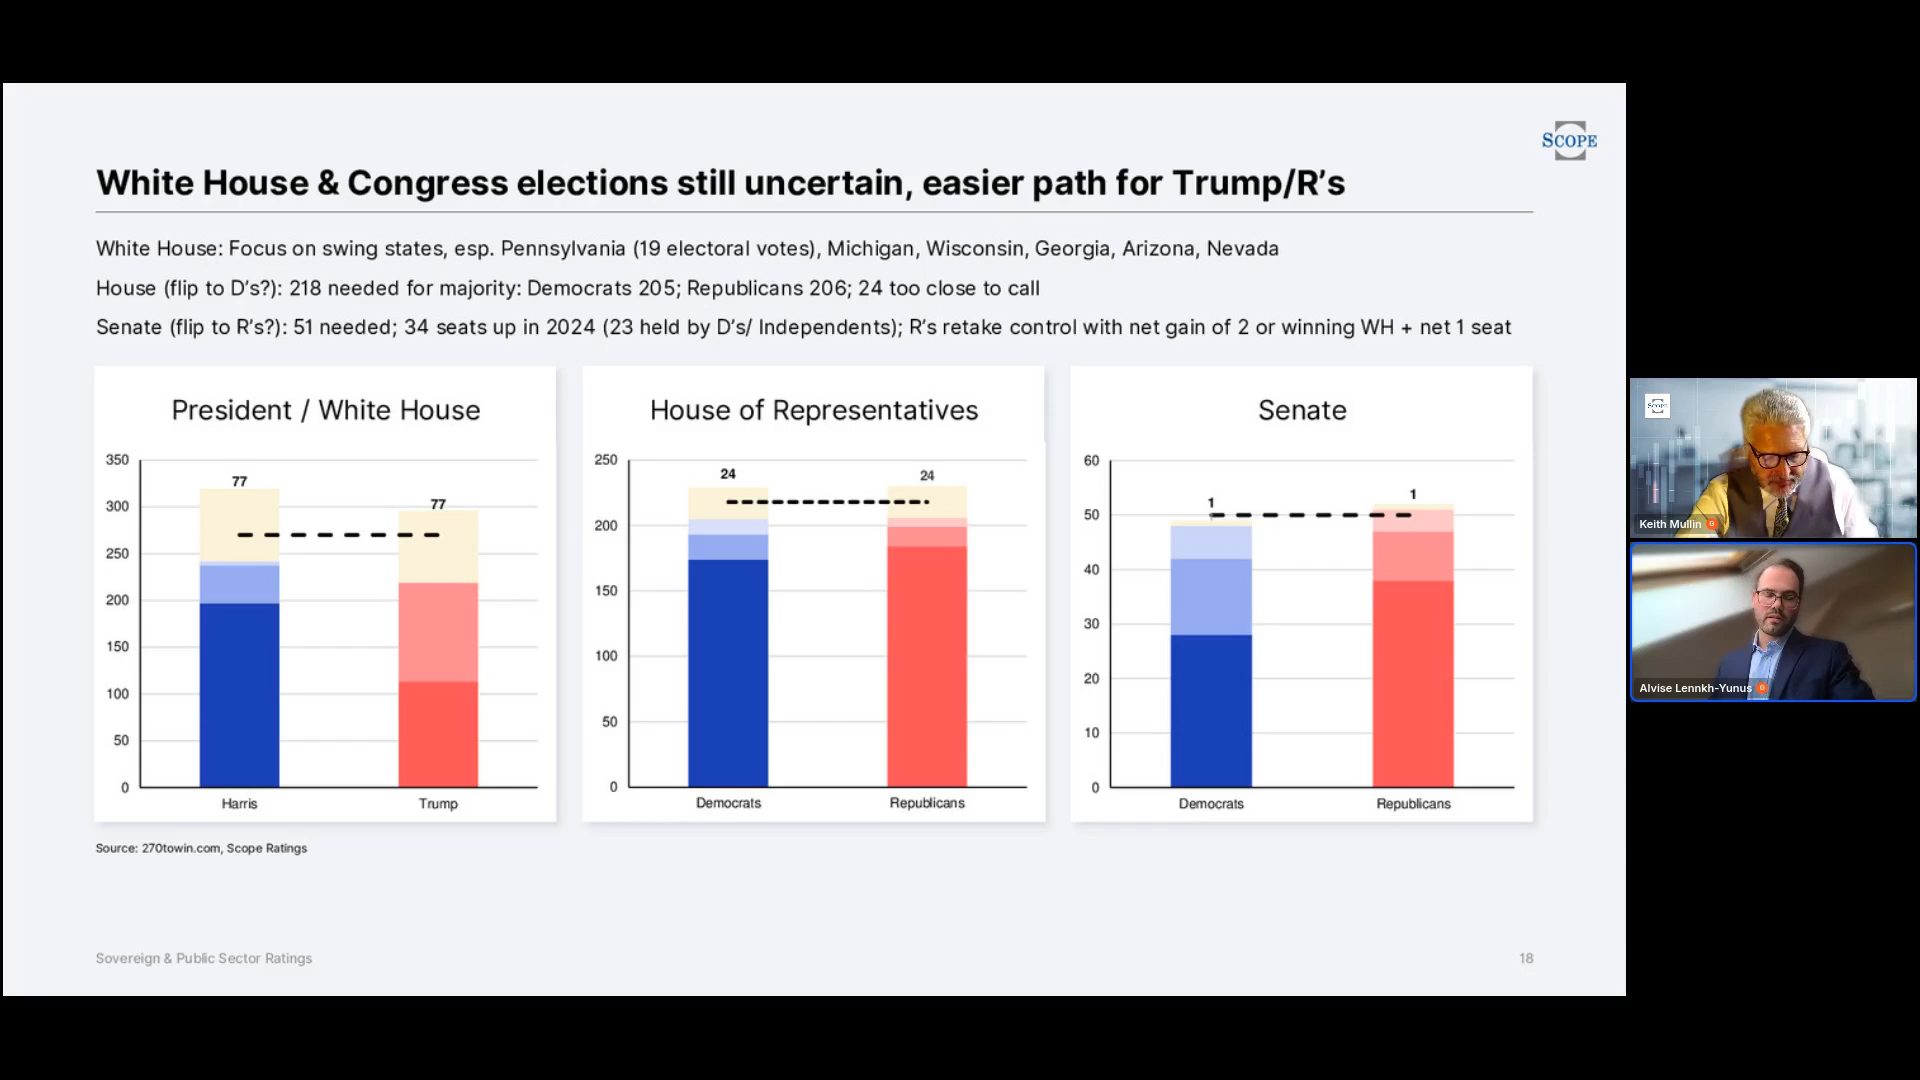 SCOPE
White House & Congress elections still uncertain, easier path for Trump/R’s
White House: Focus on swing states, esp. Pennsylvania (19 electoral votes), Michigan, Wisconsin, Georgia, Arizona, Nevada
House (flip to D’s?): 218 needed for majority: Democrats 205; Republicans 206; 24 too close to call
Senate (flip to R’s?): 51 needed; 34 seats up in 2024 (23 held by D’s/ Independents); R’s retake control with net gain of 2 or winning WH + net 1 seat
President / White House
350
300
250
200
150
100
50
0
77
77
Harris
Trump
House of Representatives
250
200
150
100
50
0
24
24
Democrats
Republicans
Senate
60
50
40
30
20
10
0
1
1
Democrats
Republicans
Source: 270towin.com, Scope Ratings
Sovereign & Public Sector Ratings
18
SCOPE
Keith Mullin G
Alvise Lennkh-Yunus G